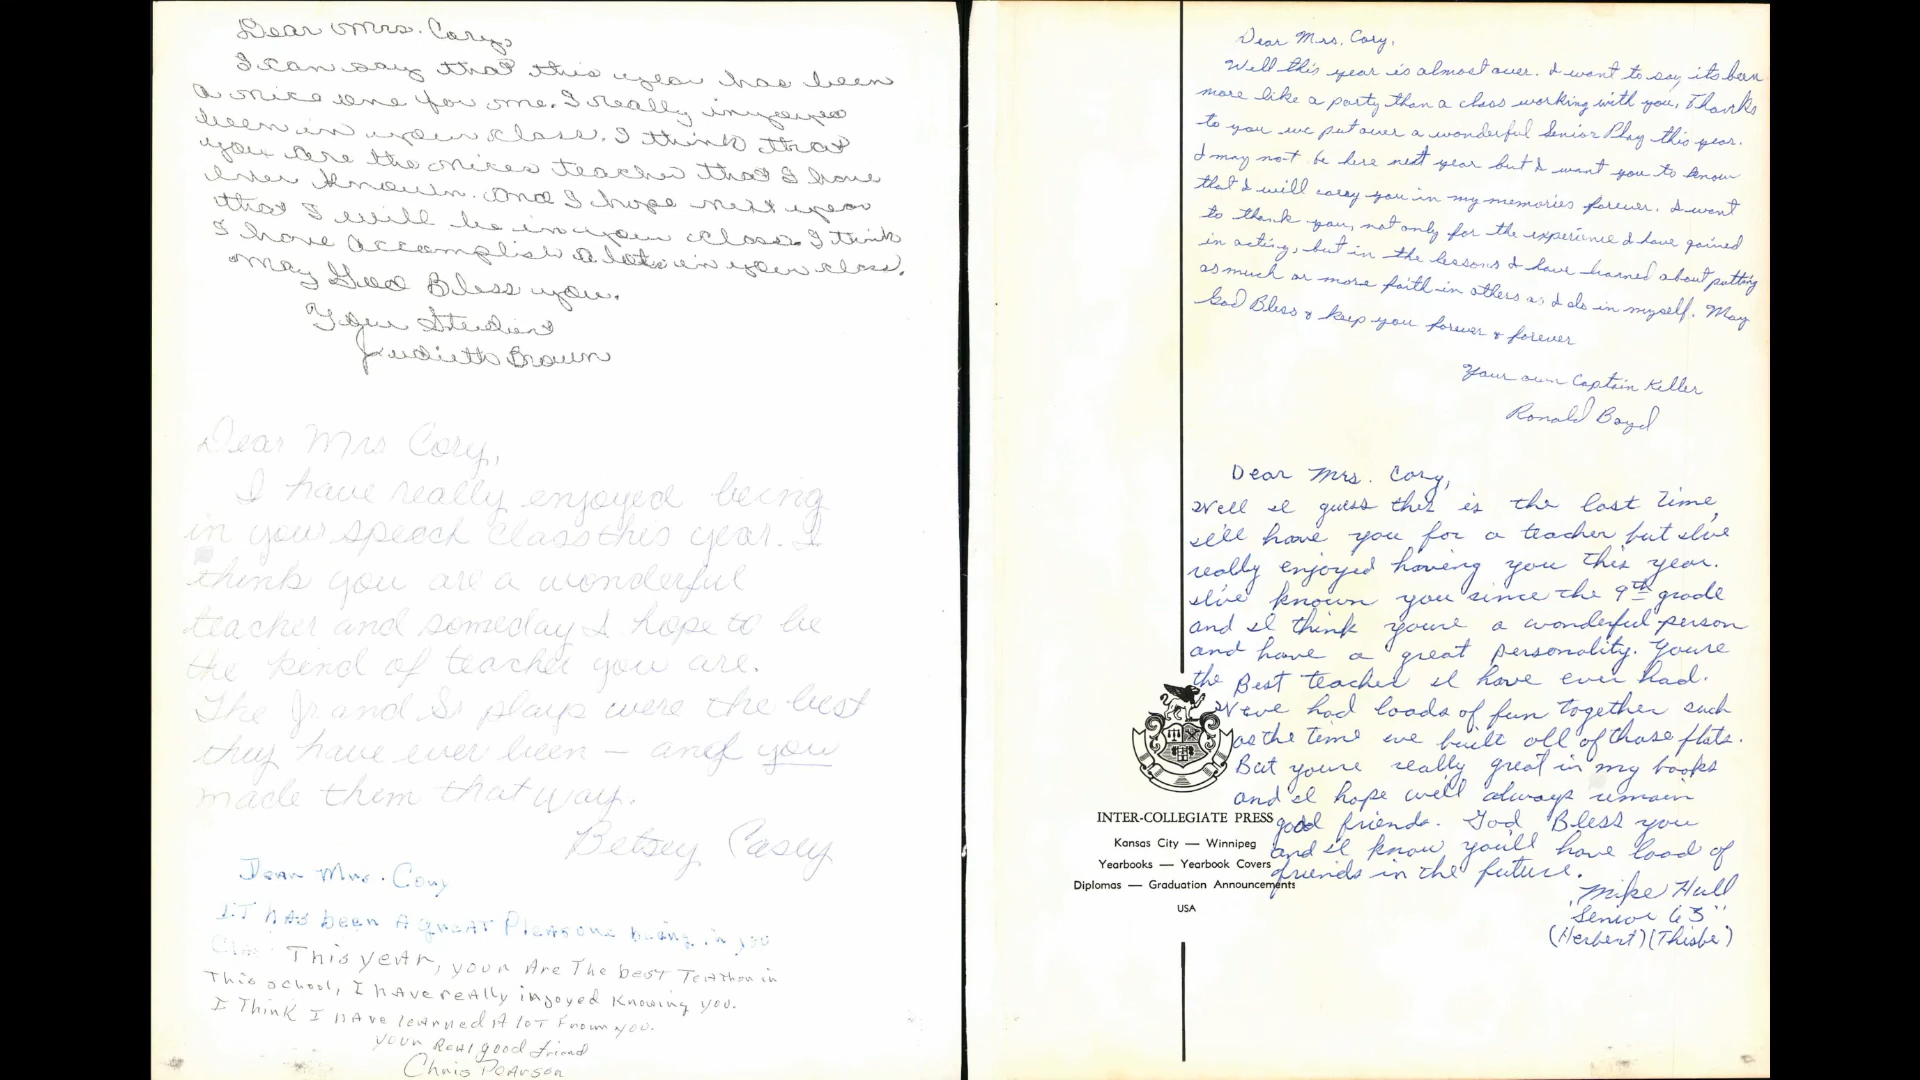 Dear Mrs. Cory,
I can say that this year has been
a nice one for me. I really injoyed
been in your class. I think that
you are the nices teacher that I have
ever known. And I hope next year
that I will be in your class. I think
I have accomplish alots in your class.
May God Bless you.
Your Student
Judieth Brown
Dear Mrs Cory,
I have really enjoyed being
in your speech class this year. I
think you are a wonderful
teacher and someday I hope to be
the kind of teacher you are.
The Jr and Sr plays were the best
they have ever been — and you
made them that way.
Betsey Casey
Dear Mrs. Cory
IT HAS been A great Pleasure being in you
Class This year, your Are The best Teacher in
This school, I HAve really injoyed Knowing you.
I Think I HAve learned A lot From you.
your Real good friend
Chris Pearson
Dear Mrs. Cory,
Well this year is almost over. I want to say its been
more like a party than a class working with you. Thanks
to you we put over a wonderful Senior Play this year.
I may not be here next year but I want you to know
that I will carry you in my memories forever. I want
to thank you, not only for the experience I have gained
in acting, but in the lessons I have learned about putting
as much or more faith in others as I do in myself. May
God Bless & keep you forever & forever
Your own Captain Keller
Ronald Boyd
Dear Mrs. Cory,
Well I guess this is the last time,
I'll have you for a teacher but I've
really enjoyed having you this year.
I've known you since the 9th grade
and I think youre a wonderful person
and have a great personality. Youre
the Best teacher I have ever had.
Weve had loads of fun together such
as the time we built all of those flats.
But youre really great in my books
and I hope we'll always remain
good friends. God Bless you
and I know you'll have load of
friends in the future.
Mike Hull
"Senior 63"
(Herbert) (Thisbe)
INTER-COLLEGIATE PRESS
Kansas City — Winnipeg
Yearbooks — Yearbook Covers
Diplomas — Graduation Announcements
USA